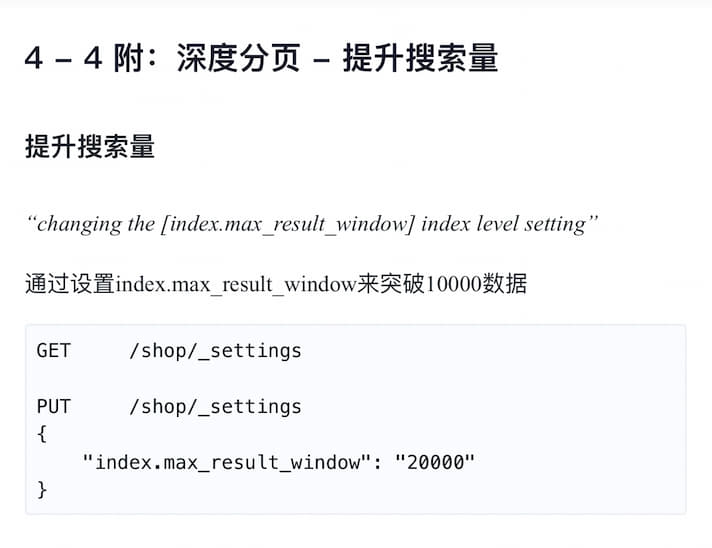 4 – 4 附：深度分页 – 提升搜索量
提升搜索量
“changing the [index.max_result_window] index level setting”
通过设置index.max_result_window来突破10000数据
GET     /shop/_settings
PUT     /shop/_settings
{
    "index.max_result_window": "20000"
}